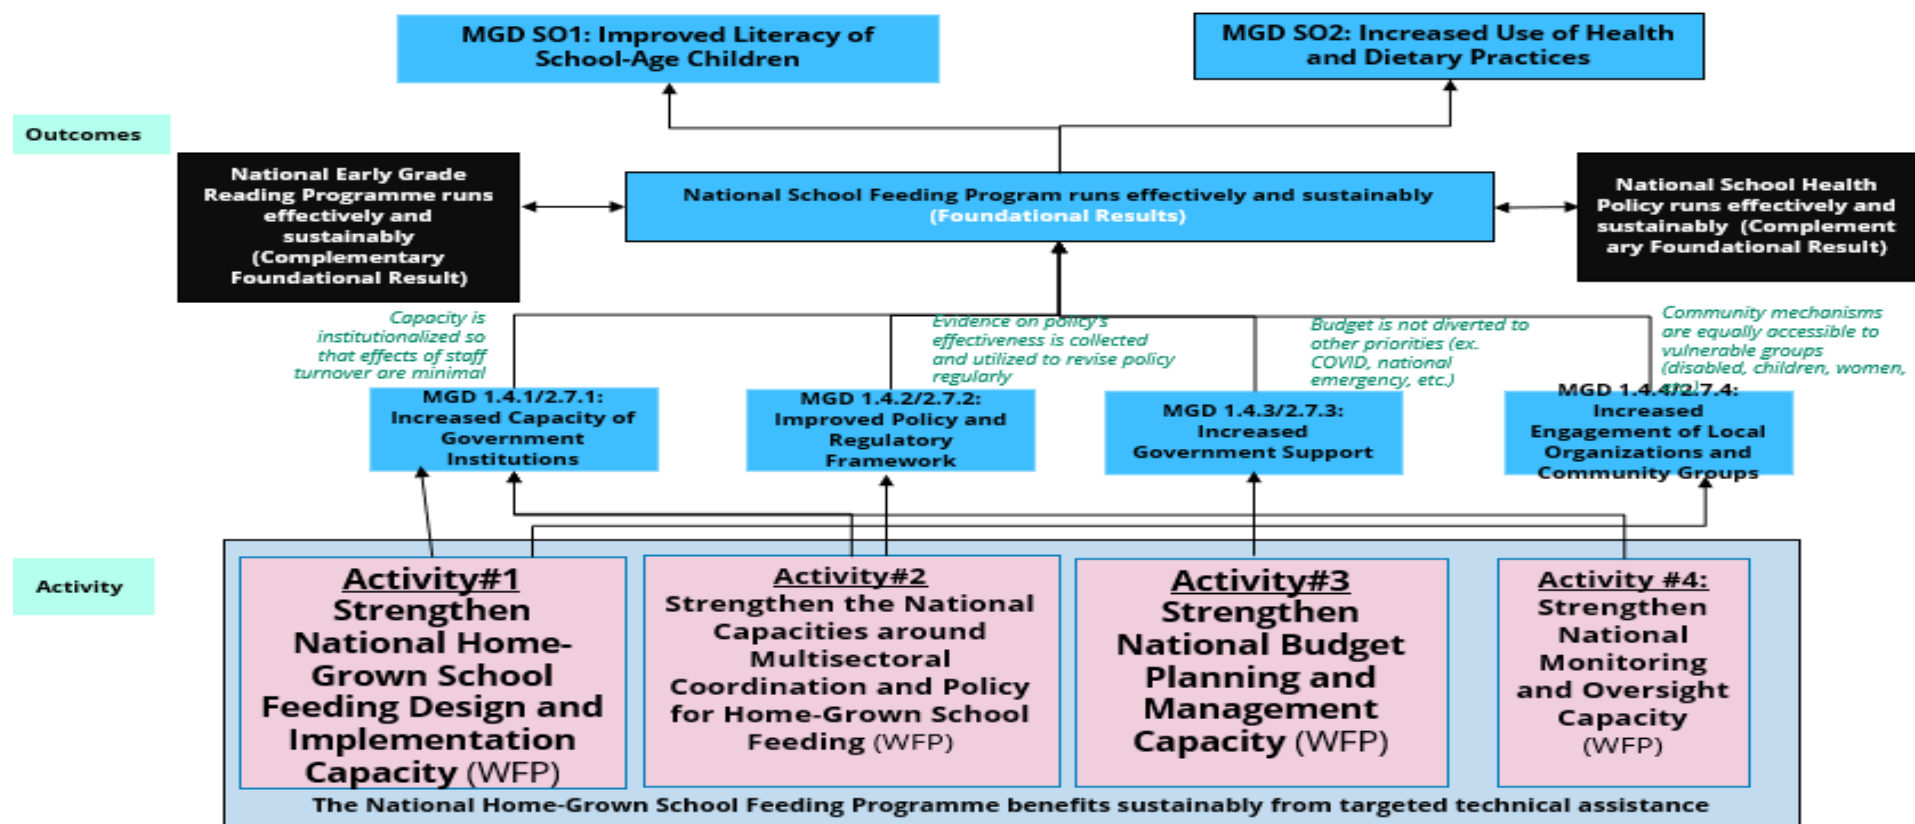 MGD SO1: Improved Literacy of
School-Age Children
MGD SO2: Increased Use of Health
and Dietary Practices
Outcomes
National Early Grade
Reading Programme runs
effectively and
sustainably
(Complementary
Foundational Result)
National School Feeding Program runs effectively and sustainably
(Foundational Results)
National School Health
Policy runs effectively and
sustainably (Complement
ary Foundational Result)
Capacity is
institutionalized so
that effects of staff
turnover are minimal
Evidence on policy's
effectiveness is collected
and utilized to revise policy
regularly
Budget is not diverted to
other priorities (ex.
COVID, national
emergency, etc.)
Community mechanisms
are equally accessible to
vulnerable groups
(disabled, children, women,
MGD 1.4.1/2.7.1:
Increased Capacity of
Government
Institutions
MGD 1.4.2/2.7.2:
Improved Policy and
Regulatory
Framework
MGD 1.4.3/2.7.3:
Increased
Government Support
MGD 1.4.4/2.7.4:
Increased
Engagement of Local
Organizations and
Community Groups
Activity
Activity#1
Strengthen
National Home-
Grown School
Feeding Design and
Implementation
Capacity (WFP)
Activity#2
Strengthen the National
Capacities around
Multisectoral
Coordination and Policy
for Home-Grown School
Feeding (WFP)
Activity#3
Strengthen
National Budget
Planning and
Management
Capacity (WFP)
Activity #4:
Strengthen
National
Monitoring
and Oversight
Capacity
(WFP)
The National Home-Grown School Feeding Programme benefits sustainably from targeted technical assistance